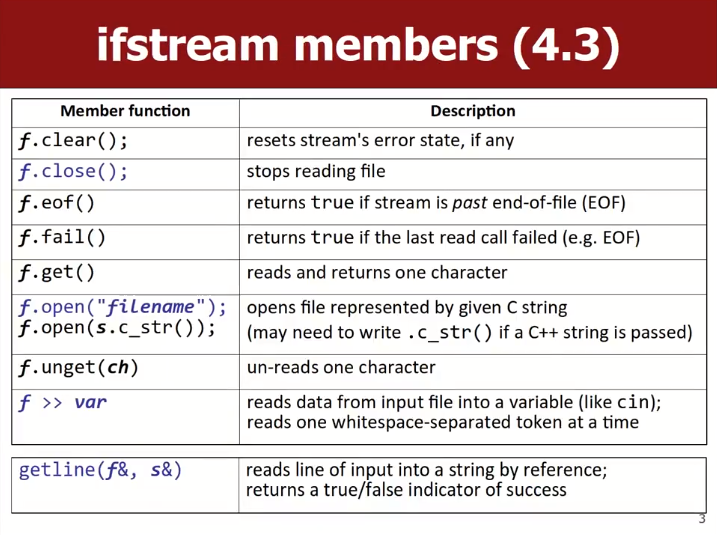 ifstream members (4.3)
Member function Description
f.clear(); resets stream's error state, if any
f.close(); stops reading file
f.eof() returns true if stream is past end-of-file (EOF)
f.fail() returns true if the last read call failed (e.g. EOF)
f.get() reads and returns one character
f.open("filename"); opens file represented by given C string
f.open(s.c_str()); (may need to write .c_str() if a C++ string is passed)
f.unget(ch) un-reads one character
f >> var reads data from input file into a variable (like cin);
reads one whitespace-separated token at a time
getline(f&, s&) reads line of input into a string by reference;
returns a true/false indicator of success
3